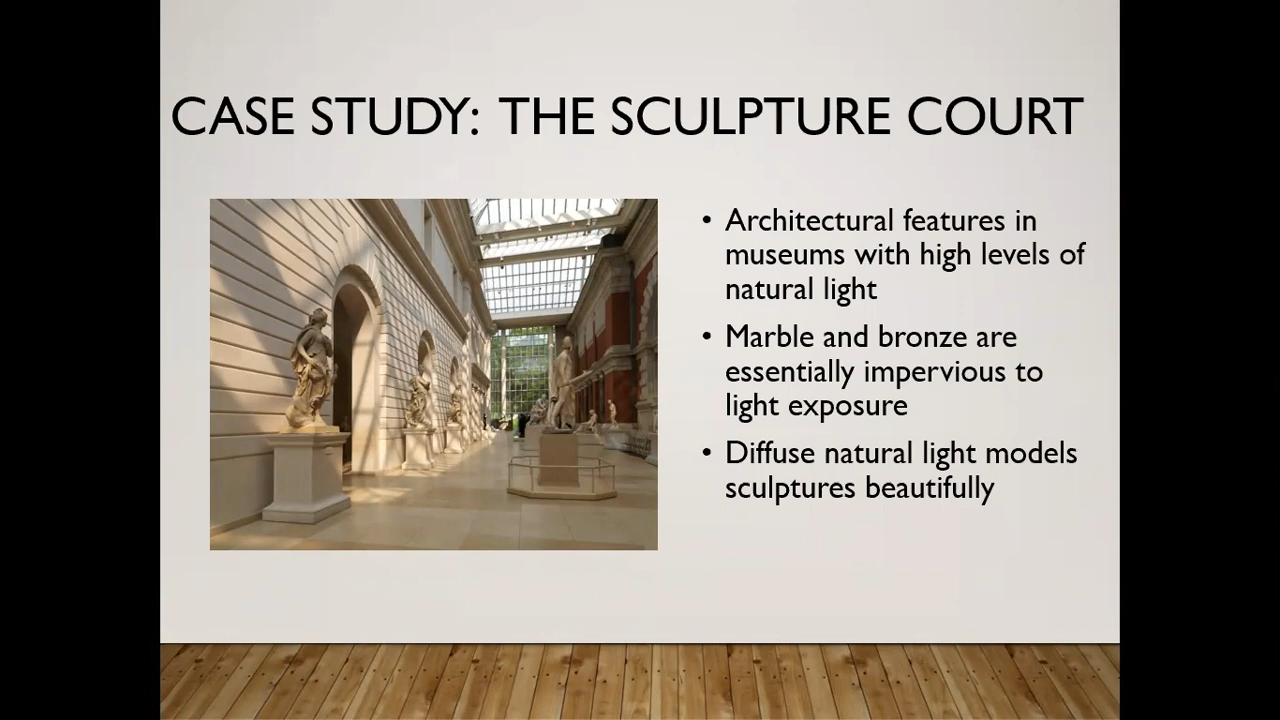 CASE STUDY: THE SCULPTURE COURT
• Architectural features in
museums with high levels of
natural light
• Marble and bronze are
essentially impervious to
light exposure
• Diffuse natural light models
sculptures beautifully